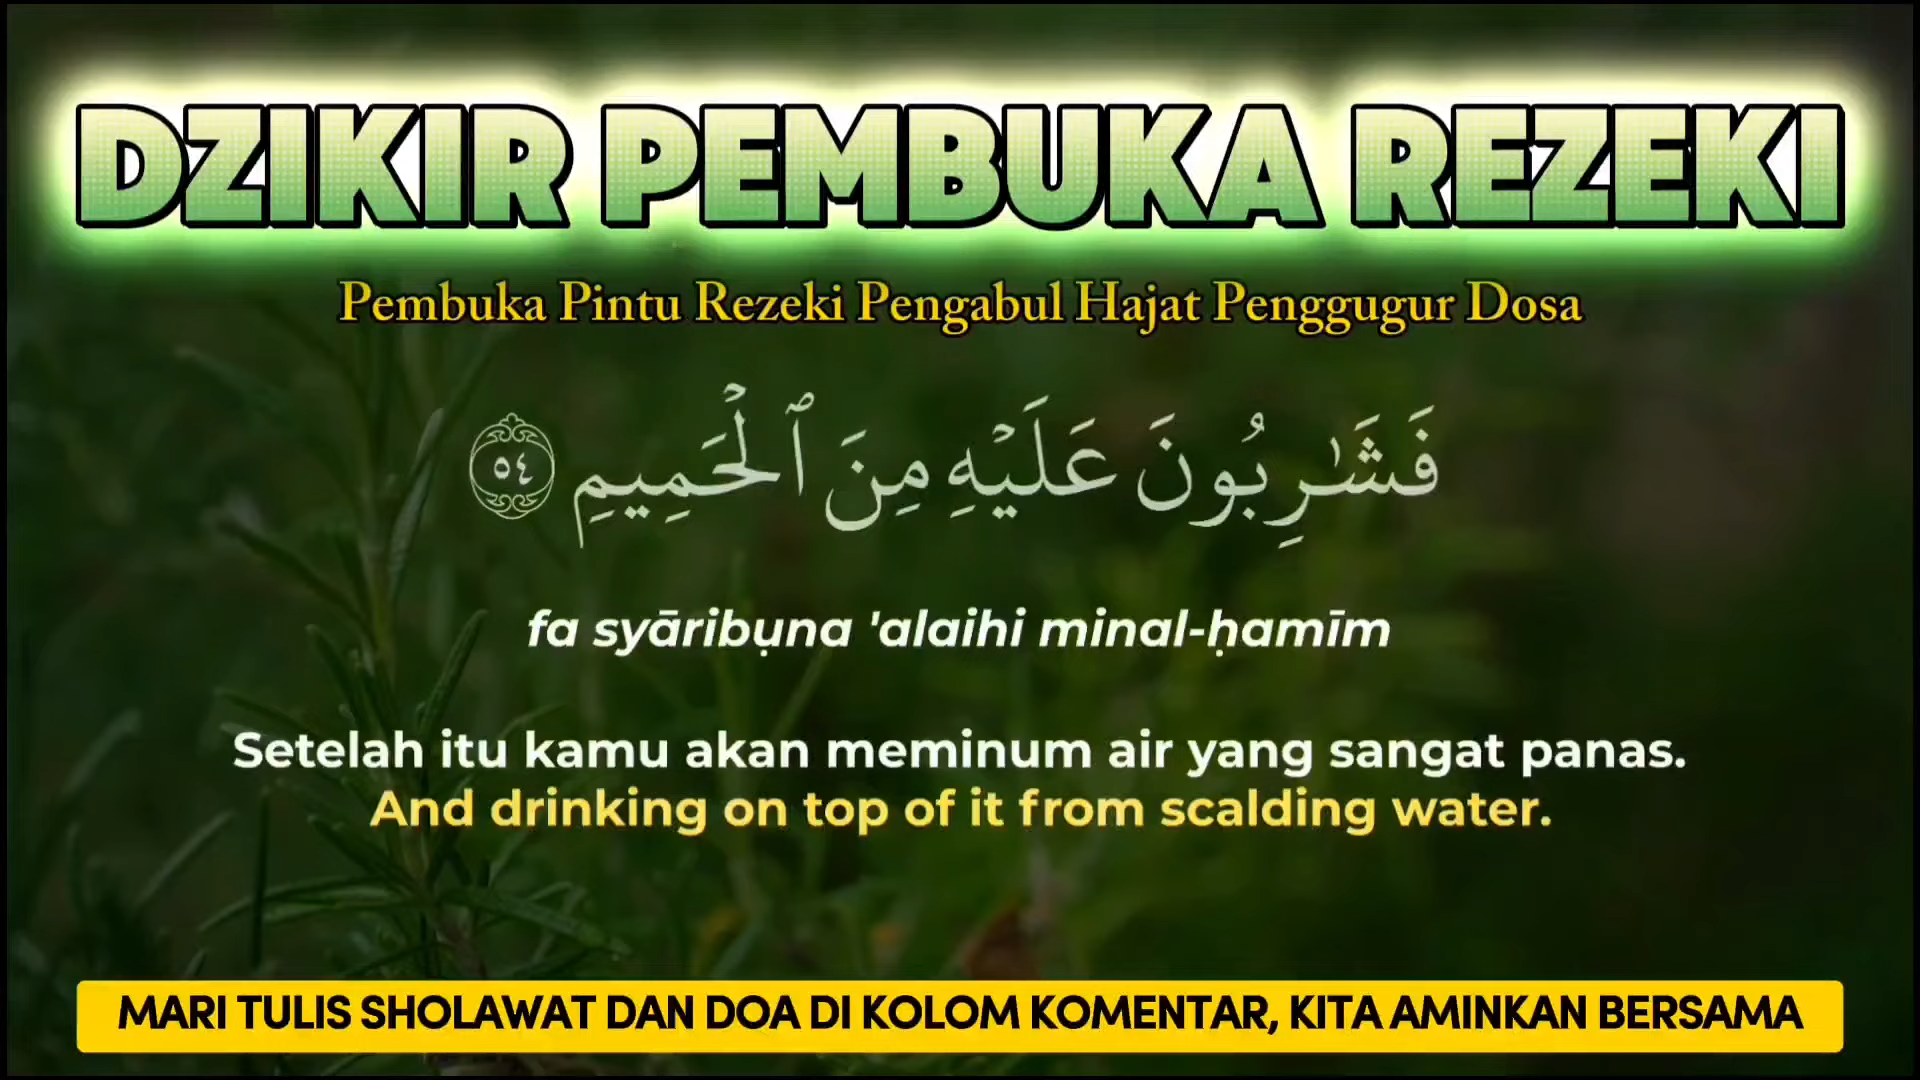 DZIKIR PEMBUKA REZEKI
Pembuka Pintu Rezeki Pengabul Hajat Penggugur Dosa
فَشَٰرِبُونَ عَلَيْهِ مِنَ ٱلْحَمِيمِ ٥٤
fa syāribụna 'alaihi minal-ḥamīm
Setelah itu kamu akan meminum air yang sangat panas.
And drinking on top of it from scalding water.
MARI TULIS SHOLAWAT DAN DOA DI KOLOM KOMENTAR, KITA AMINKAN BERSAMA